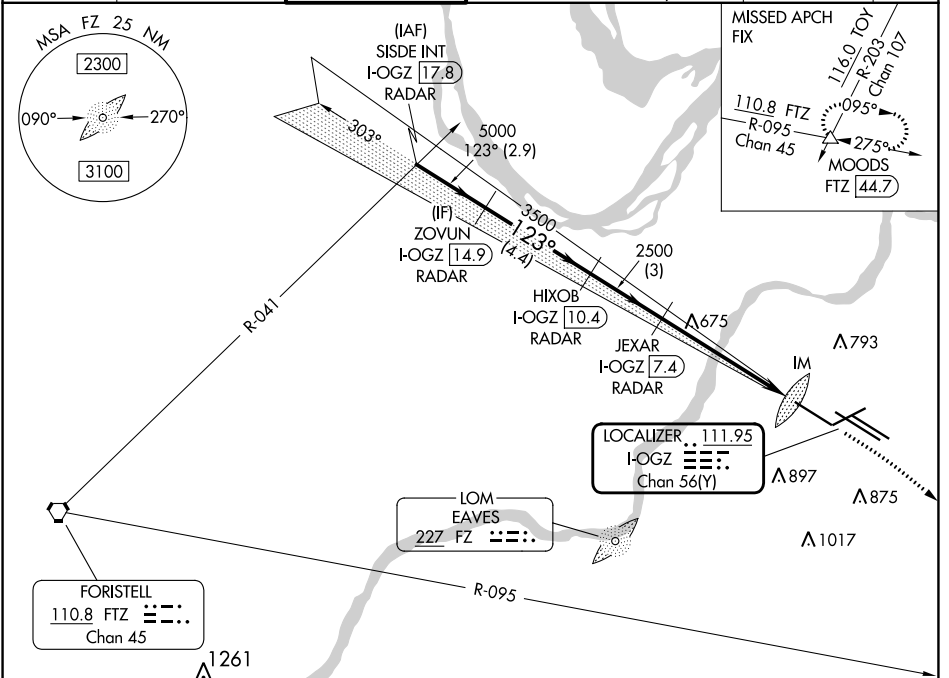 MSA FZ 25 NM
2300
090°
270°
3100
(IAF)
SISDE INT
I-OGZ 17.8
RADAR
303°
5000
123° (2.9)
(IF)
ZOVUN
I-OGZ 14.9
RADAR
3500
123°
(4.4)
2500
(3)
HIXOB
I-OGZ 10.4
RADAR
JEXAR
I-OGZ 7.4
RADAR
675
793
IM
R-041
MISSED APCH
FIX
116.0 TOY
R-203
Chan 107
110.8 FTZ
R-095
Chan 45
095°
275°
MOODS
FTZ 44.7
LOCALIZER 111.95
I-OGZ
Chan 56(Y)
897
875
1017
LOM
EAVES
227 FZ
R-095
FORISTELL
110.8 FTZ
Chan 45
1261